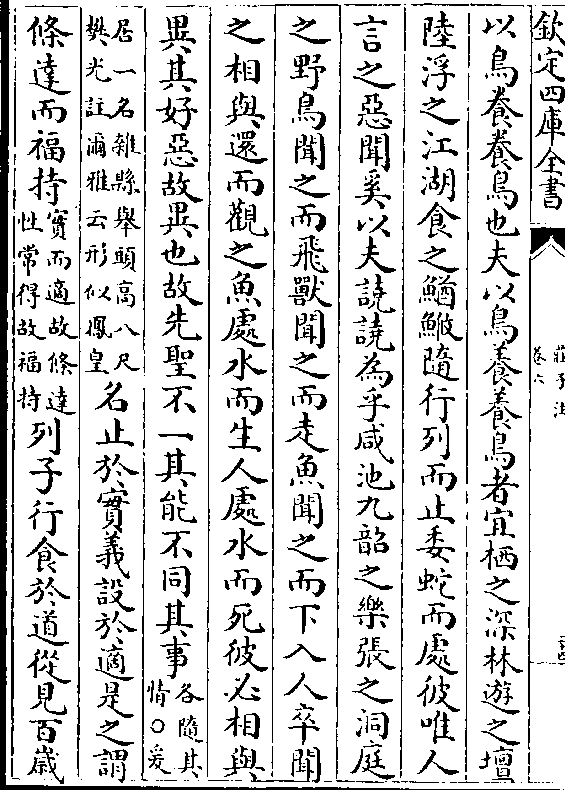 欽定四庫全書
莊子注
卷六
以鳥養養鳥也夫以鳥養養鳥者宜栖之深林遊之壇
陸浮之江湖食之鰌鮍隨行列而止委蛇而處彼唯人
言之惡聞奚以夫譊譊為乎咸池九韶之樂張之洞庭
之野鳥聞之而飛獸聞之而走魚聞之而下入人卒聞
之相與還而觀之魚處水而生人處水而死彼必相與
異其好惡故異也故先聖不一其能不同其事各隨其情〇爰
居一名雜縣舉頭高八尺樊光註爾雅云形似鳳皇名止於實義設於適是之謂
條達而福持實而適故條達性常得故福持列子行食於道從見百歲